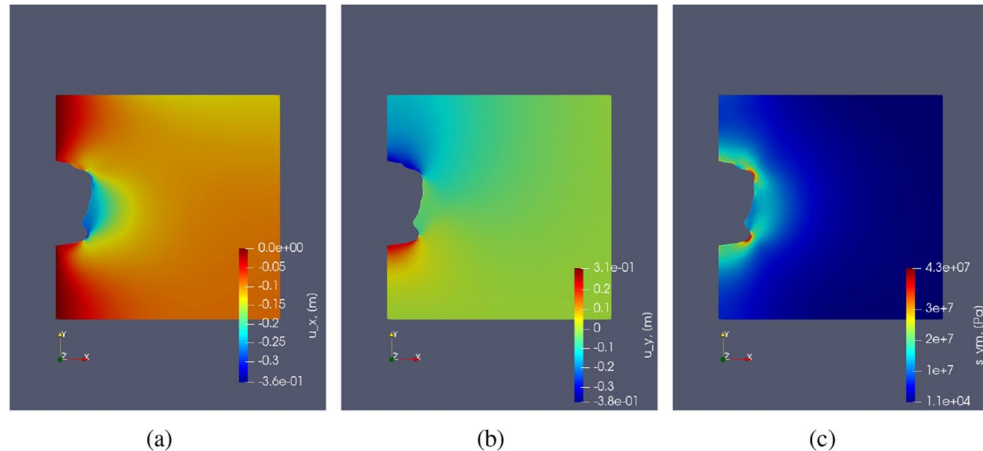 0.0e+00
-0.05
-0.1
-0.15
-0.2
-0.25
-0.3
-3.6e-01
u_x, (m)
Y
Z X
(a)
3.1e-01
0.2
0.1
0
-0.1
-0.2
-0.3
-3.8e-01
u_y, (m)
Y
Z X
(b)
4.3e+07
3e+7
2e+7
1e+7
1.1e+04
s_vm, (Pa)
Y
Z X
(c)